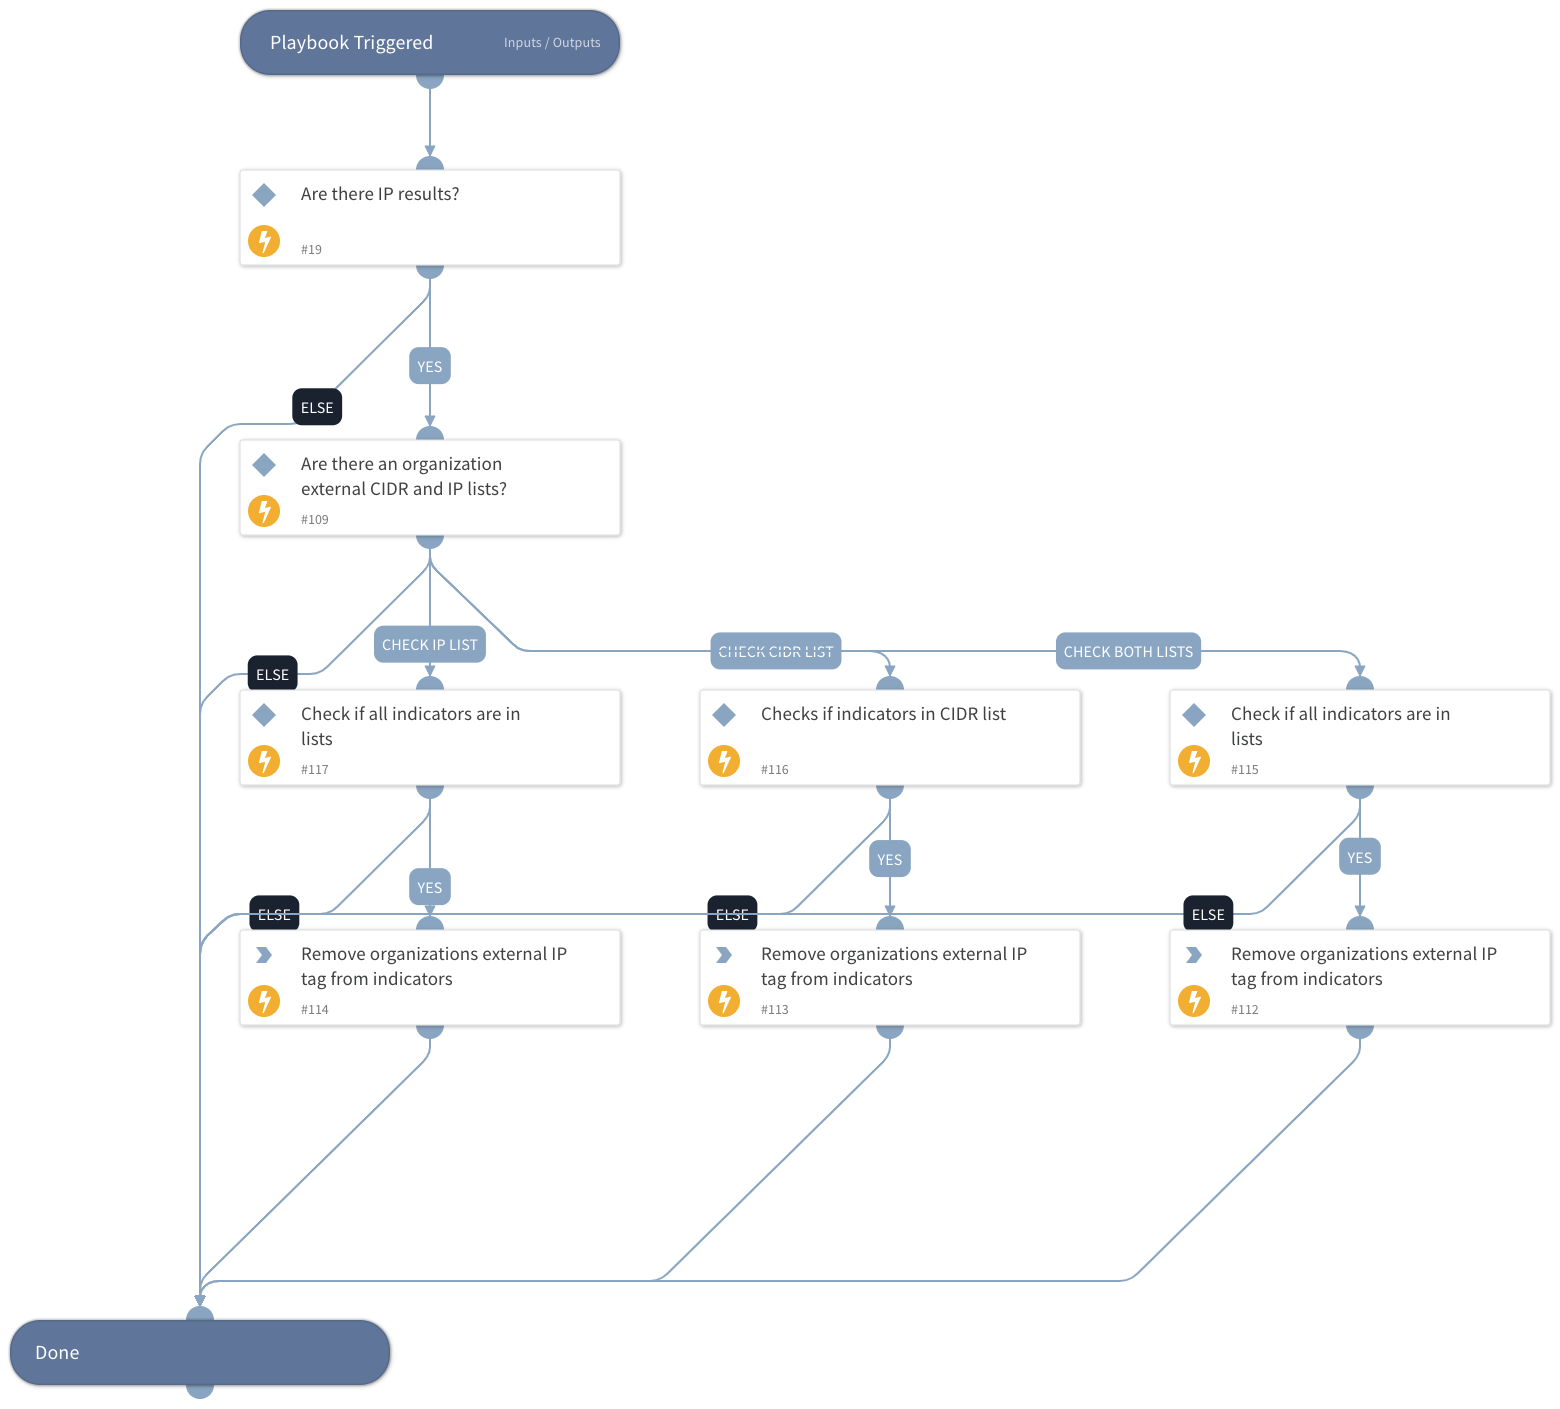 Playbook Triggered
Inputs / Outputs
Are there IP results?
#19
YES
ELSE
Are there an organization
external CIDR and IP lists?
#109
CHECK IP LIST
CHECK CIDR LIST
CHECK BOTH LISTS
ELSE
Check if all indicators are in
lists
#117
Checks if indicators in CIDR list
#116
Check if all indicators are in
lists
#115
YES
YES
YES
ELSE
ELSE
ELSE
Remove organizations external IP
tag from indicators
#114
Remove organizations external IP
tag from indicators
#113
Remove organizations external IP
tag from indicators
#112
Done